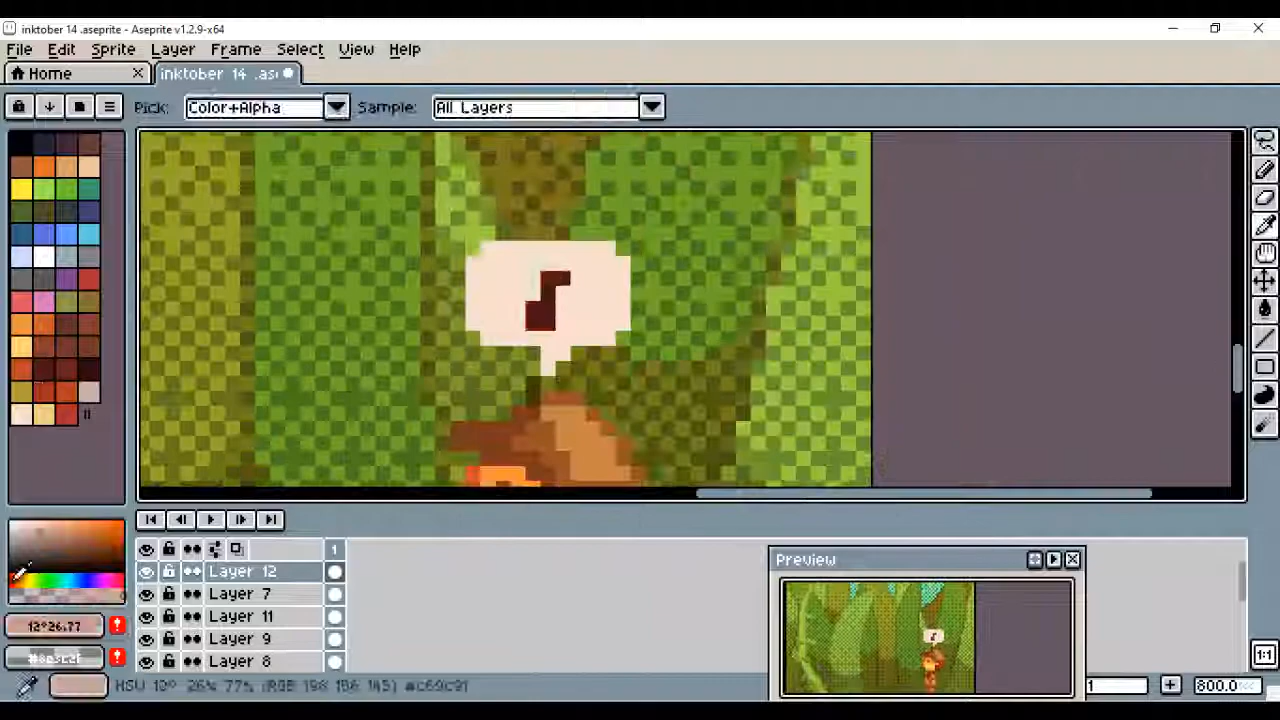 inktober 14 .aseprite - Aseprite v1.2.9-x64
File Edit Sprite Layer Frame Select View Help
Home
inktober 14 .as
Pick: Color+Alpha Sample: All Layers
1
Layer 12
Layer 7
Layer 11
Layer 9
Layer 8
Preview
1:1
1
800.0